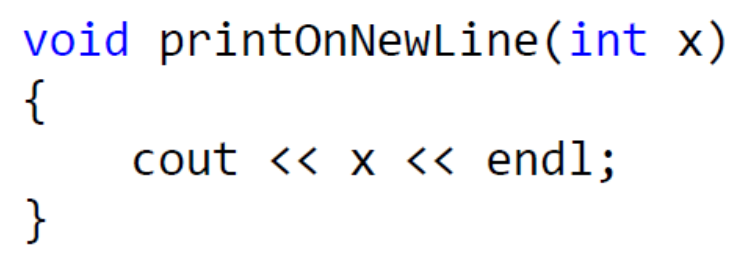 void printOnNewLine(int x)
{
    cout << x << endl;
}